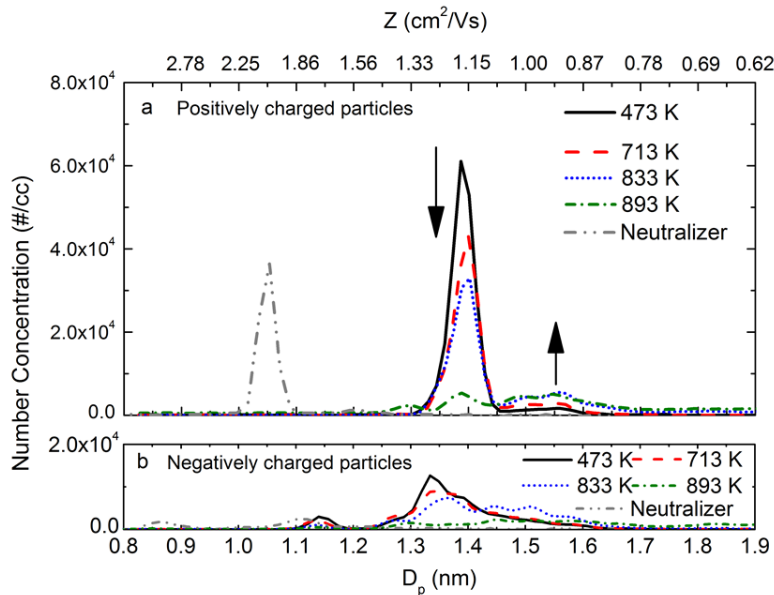 Z [cm²/Vs)
2.78 2.25 1.86 1.56 1.33 1.15 1.00 0.87 0.78 0.69 0.62
8.0x10⁴
a Positively charged particles
473 K
713 K
6.0x10⁴
833 K
893 K
4.0x10⁴
Neutralizer
2.0x10⁴
0.0
Number Concentration (#/cc)
2.0x10⁴
b Negatively charged particles
473 K 713 K
833 K 893 K
Neutralizer
0.0
0.8 0.9 1.0 1.1 1.2 1.3 1.4 1.5 1.6 1.7 1.8 1.9
Dₚ (nm)